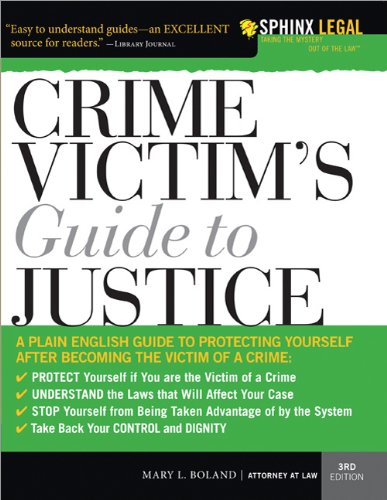 "Easy to understand guides—an EXCELLENT
source for readers." —LIBRARY JOURNAL
SPHINX LEGAL
TAKING THE MYSTERY
OUT OF THE LAW™
CRIME
VICTIM'S
Guide to
JUSTICE
A PLAIN ENGLISH GUIDE TO PROTECTING YOURSELF
AFTER BECOMING THE VICTIM OF A CRIME:
✓ PROTECT Yourself if You are the Victim of a Crime
✓ UNDERSTAND the Laws that Will Affect Your Case
✓ STOP Yourself from Being Taken Advantage of by the System
✓ Take Back Your CONTROL and DIGNITY
MARY L. BOLAND | ATTORNEY AT LAW
3RD
EDITION